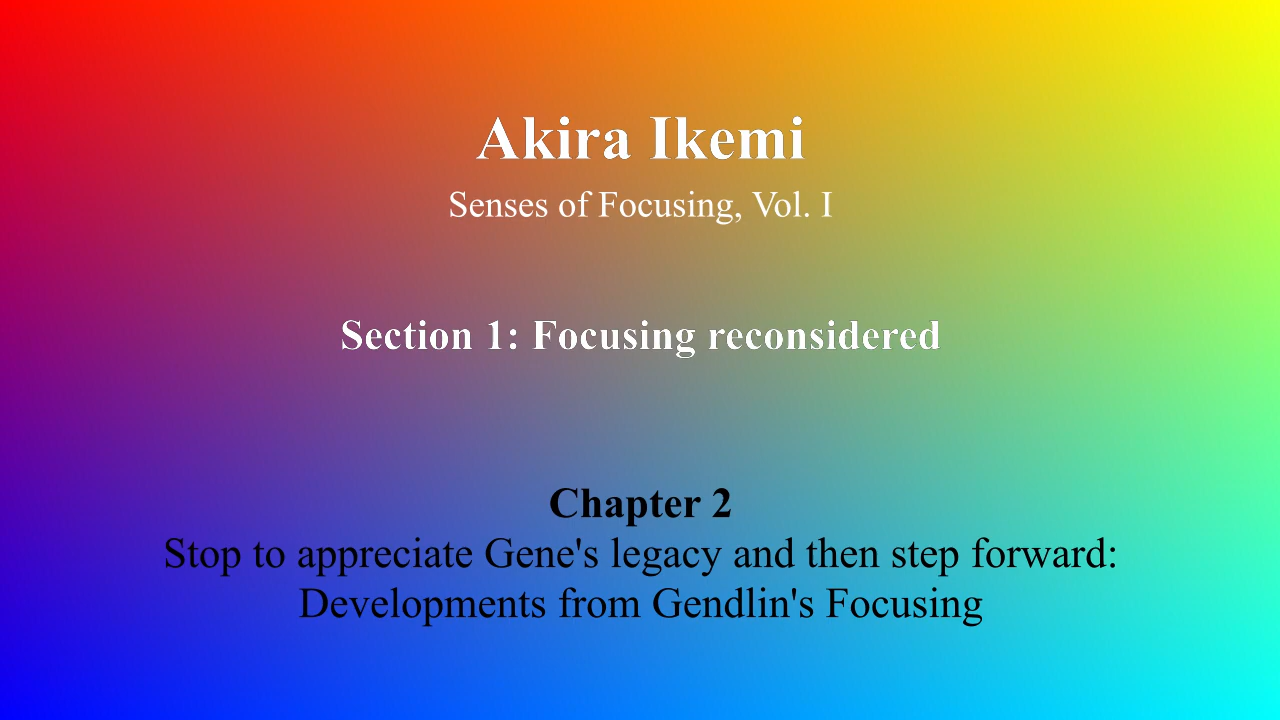 Akira Ikemi
Senses of Focusing, Vol. I
Section 1: Focusing reconsidered
Chapter 2
Stop to appreciate Gene's legacy and then step forward:
Developments from Gendlin's Focusing